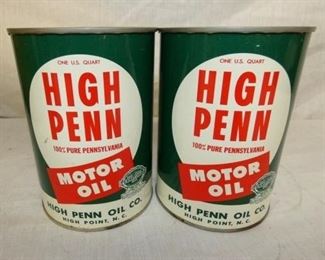 ONE U.S. QUART
HIGH
PENN
100% PURE PENNSYLVANIA
MOTOR
OIL
HIGH PENN OIL CO.
HIGH POINT, N. C.
ONE U.S. QUART
HIGH
PENN
100% PURE PENNSYLVANIA
MOTOR
OIL
HIGH PENN OIL CO.
HIGH POINT, N. C.